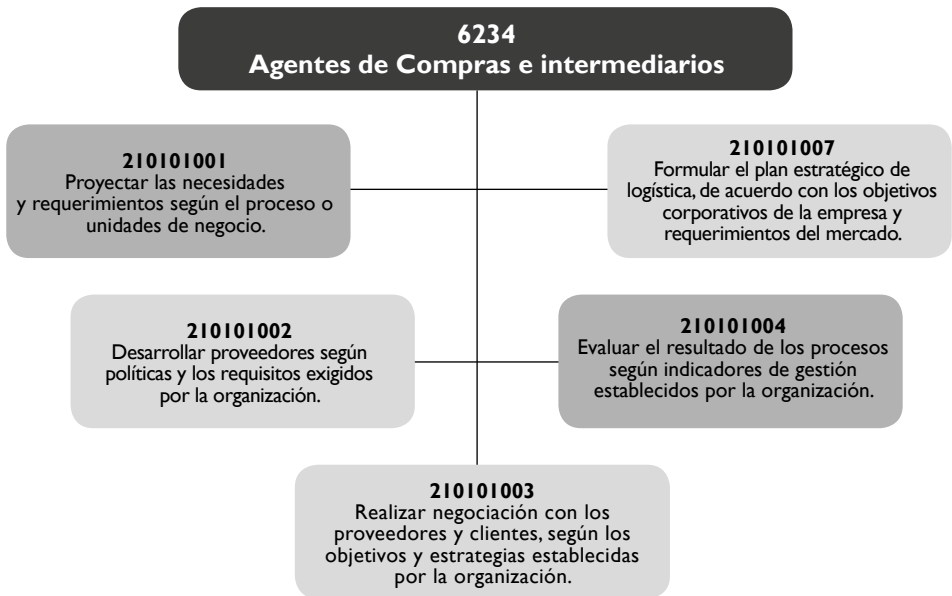 6234
Agentes de Compras e intermediarios
210101001
Proyectar las necesidades
y requerimientos según el proceso o
unidades de negocio.
210101007
Formular el plan estratégico de
logística, de acuerdo con los objetivos
corporativos de la empresa y
requerimientos del mercado.
210101002
Desarrollar proveedores según
políticas y los requisitos exigidos
por la organización.
210101004
Evaluar el resultado de los procesos
según indicadores de gestión
establecidos por la organización.
210101003
Realizar negociación con los
proveedores y clientes, según los
objetivos y estrategias establecidas
por la organización.